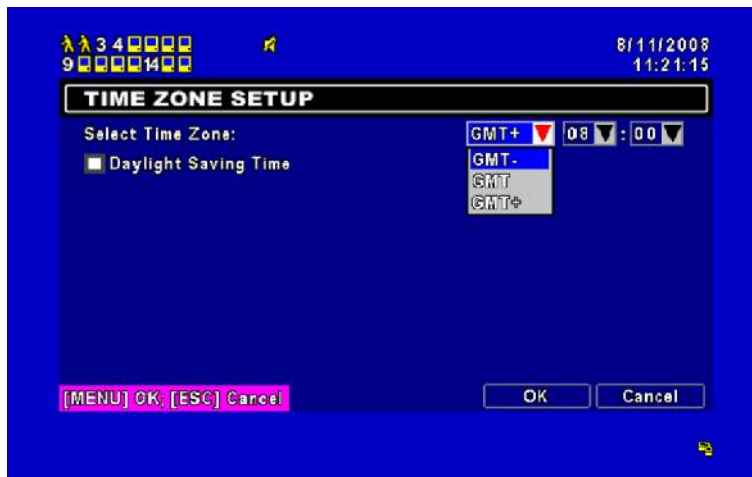 3 4
8/11/2008
9 14
11:21:15
TIME ZONE SETUP
Select Time Zone: GMT+ 08 : 00
Daylight Saving Time
GMT-
GMT
GMT+
[MENU] OK; [ESC] Cancel
OK Cancel